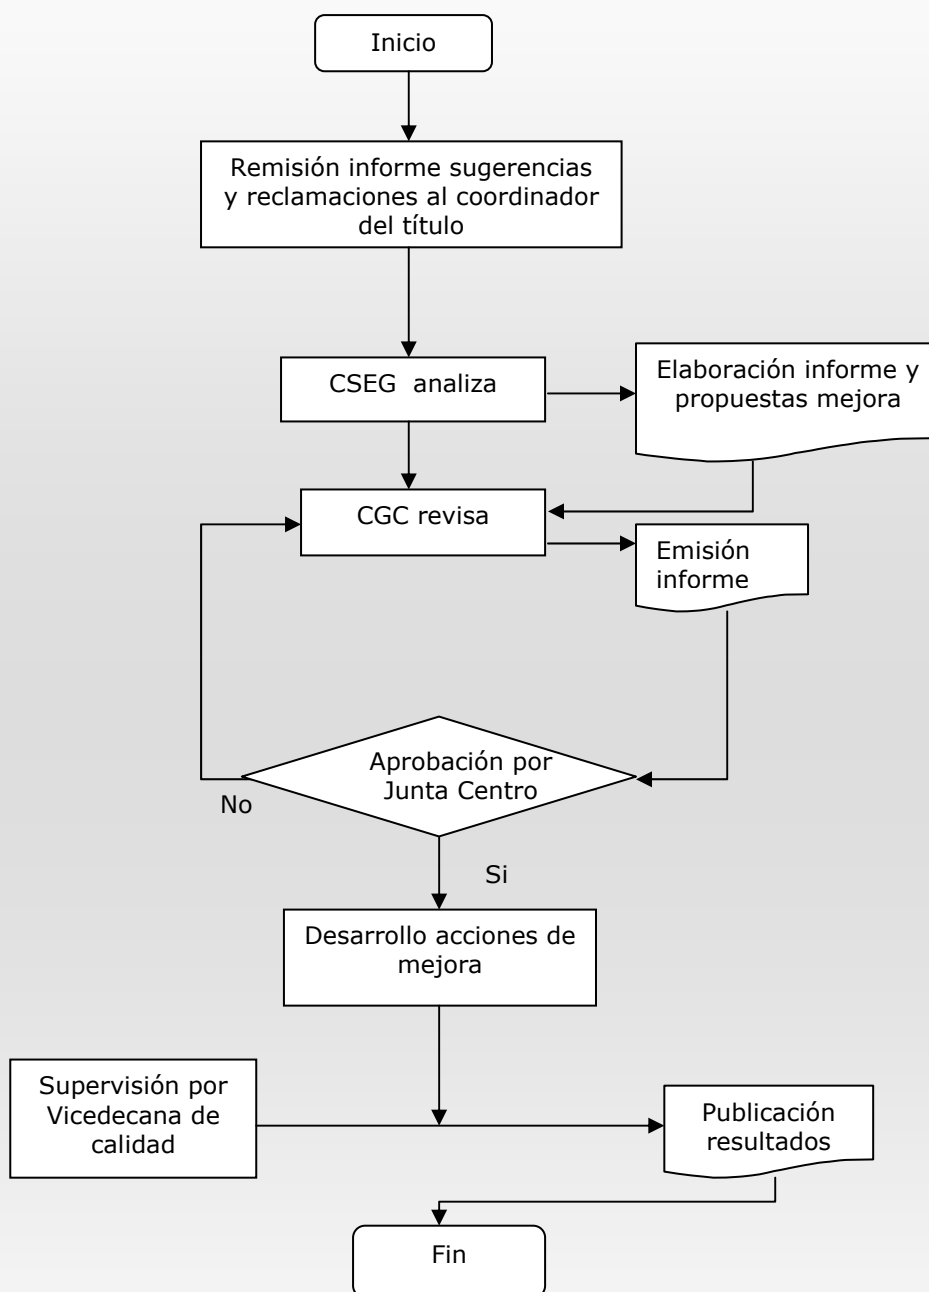 Inicio
Remisión informe sugerencias
y reclamaciones al coordinador
del título
CSEG analiza
Elaboración informe y
propuestas mejora
CGC revisa
Emisión
informe
Aprobación por
Junta Centro
No
Si
Desarrollo acciones de
mejora
Supervisión por
Vicedecana de
calidad
Publicación
resultados
Fin